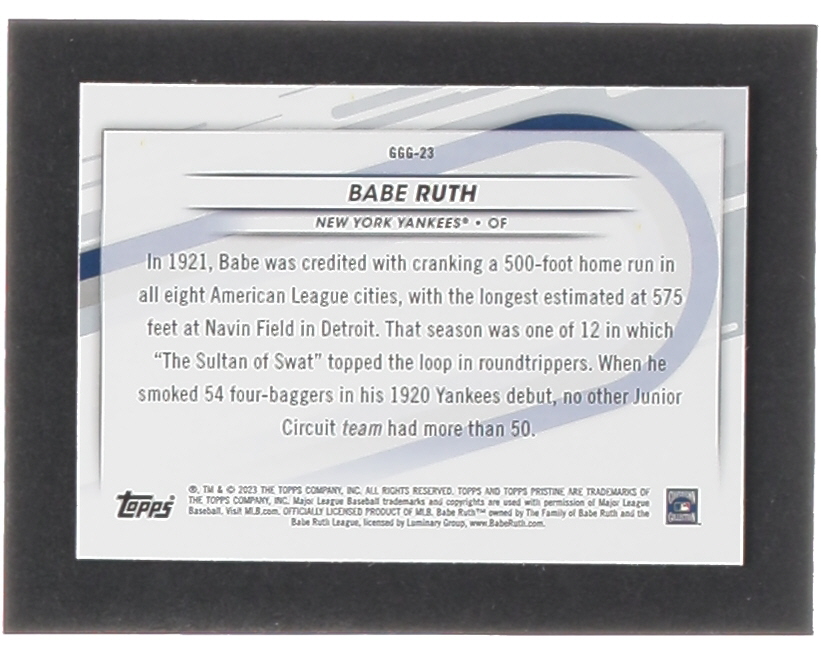 GGG-23
BABE RUTH
NEW YORK YANKEES® • OF
In 1921, Babe was credited with cranking a 500-foot home run in
all eight American League cities, with the longest estimated at 575
feet at Navin Field in Detroit. That season was one of 12 in which
“The Sultan of Swat” topped the loop in roundtrippers. When he
smoked 54 four-baggers in his 1920 Yankees debut, no other Junior
Circuit team had more than 50.
®, TM & © 2023 THE TOPPS COMPANY, INC. ALL RIGHTS RESERVED. TOPPS AND TOPPS PRISTINE ARE TRADEMARKS OF
THE TOPPS COMPANY, INC. Major League Baseball trademarks and copyrights are used with permission of Major League
Baseball. Visit MLB.com. OFFICIALLY LICENSED PRODUCT OF MLB. Babe Ruth™ owned by The Family of Babe Ruth and the
Babe Ruth League, licensed by Luminary Group, www.BabeRuth.com.
Topps